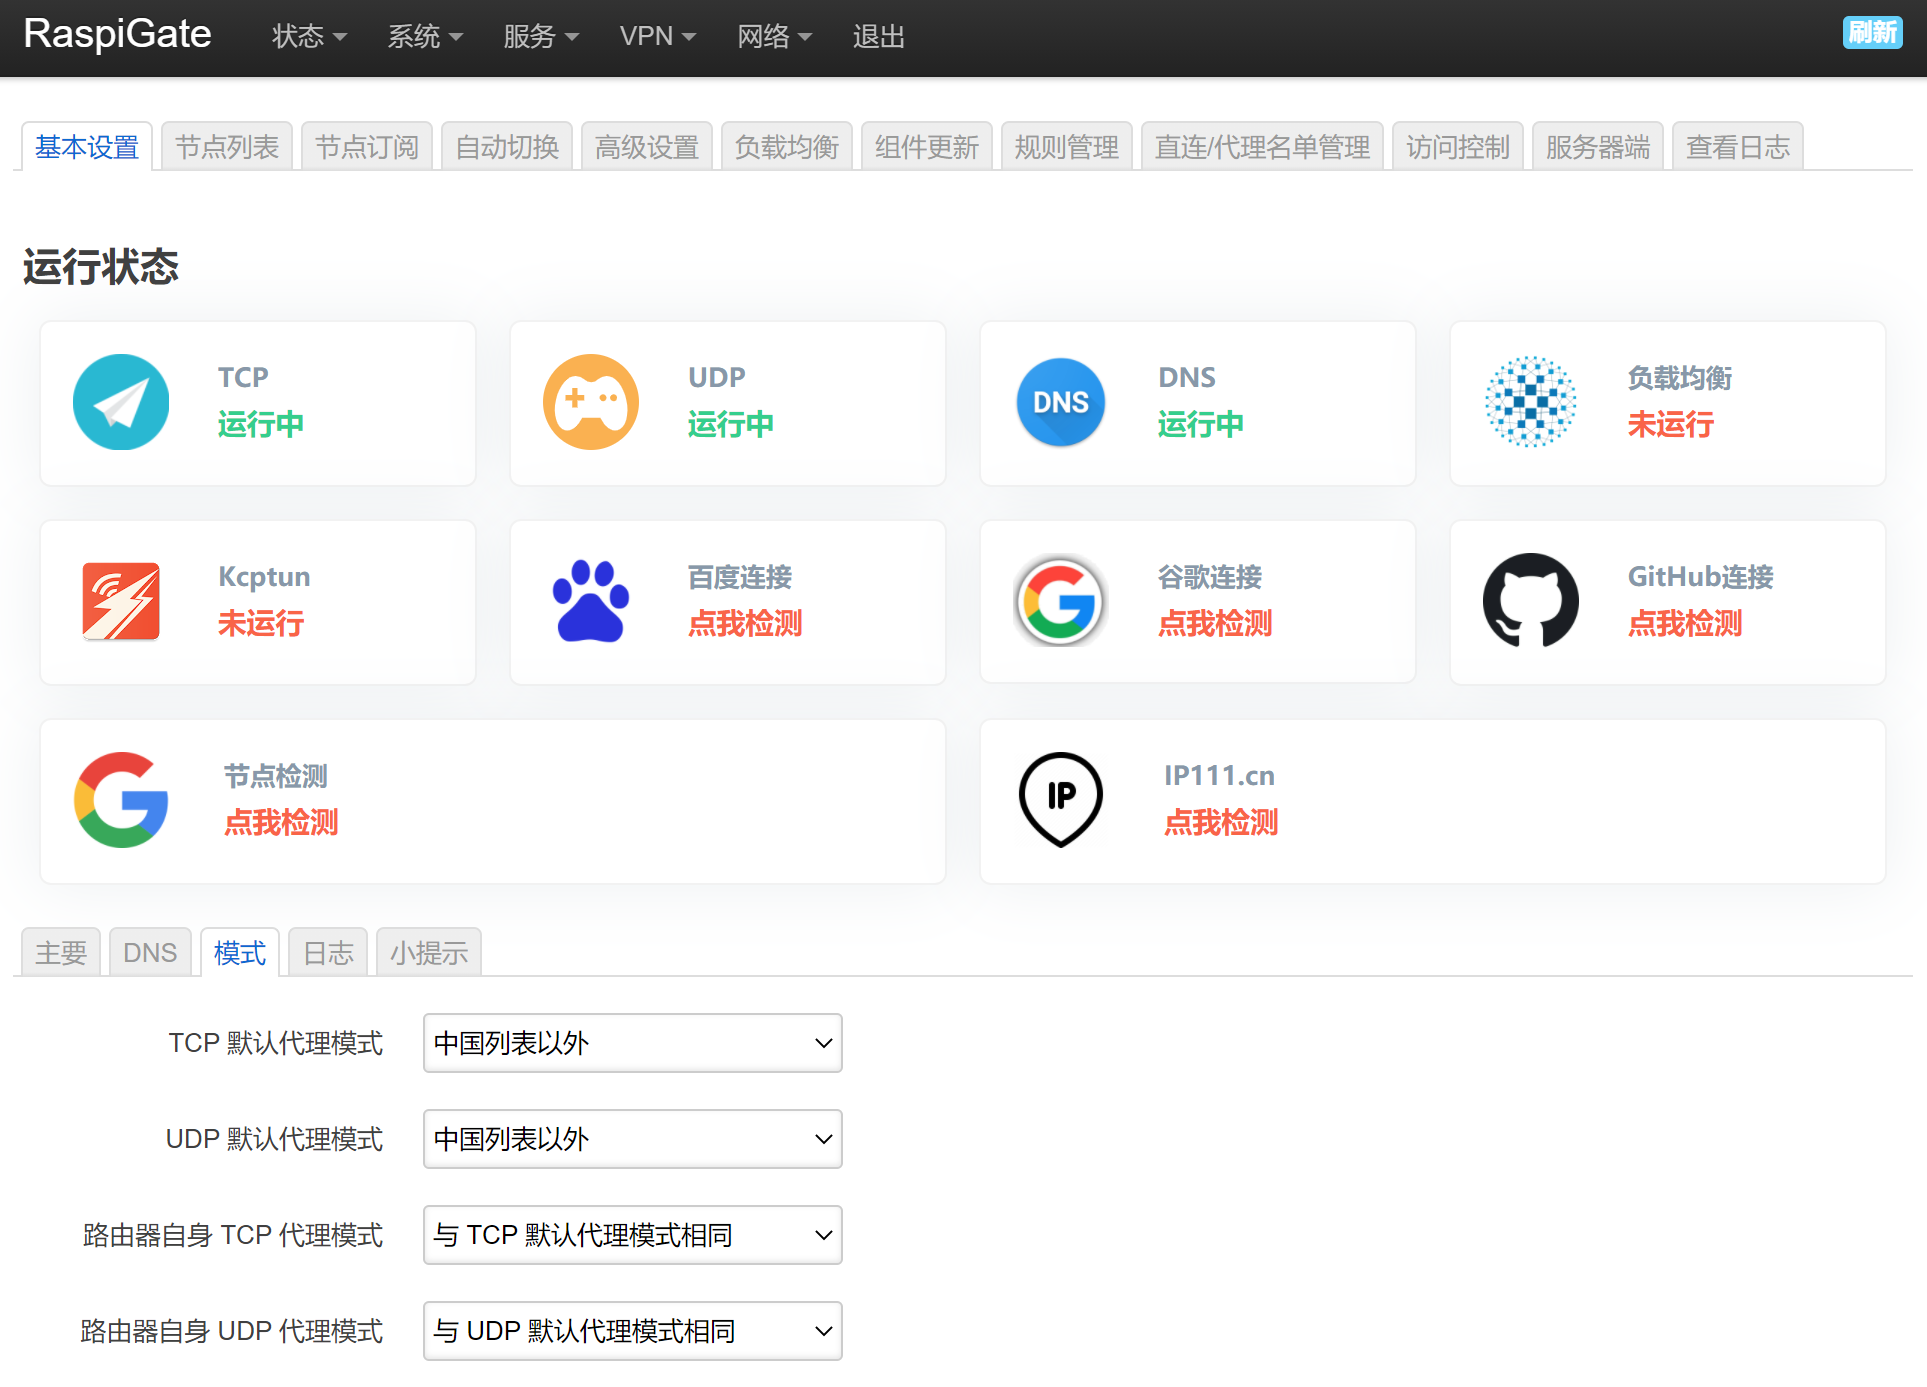 RaspiGate 状态 系统 服务 VPN 网络 退出 刷新
基本设置 节点列表 节点订阅 自动切换 高级设置 负载均衡 组件更新 规则管理 直连/代理名单管理 访问控制 服务器端 查看日志
运行状态
TCP
运行中
UDP
运行中
DNS
DNS
运行中
负载均衡
未运行
Kcptun
未运行
百度连接
点我检测
谷歌连接
点我检测
GitHub连接
点我检测
节点检测
点我检测
IP
IP111.cn
点我检测
主要 DNS 模式 日志 小提示
TCP 默认代理模式 中国列表以外
UDP 默认代理模式 中国列表以外
路由器自身 TCP 代理模式 与 TCP 默认代理模式相同
路由器自身 UDP 代理模式 与 UDP 默认代理模式相同